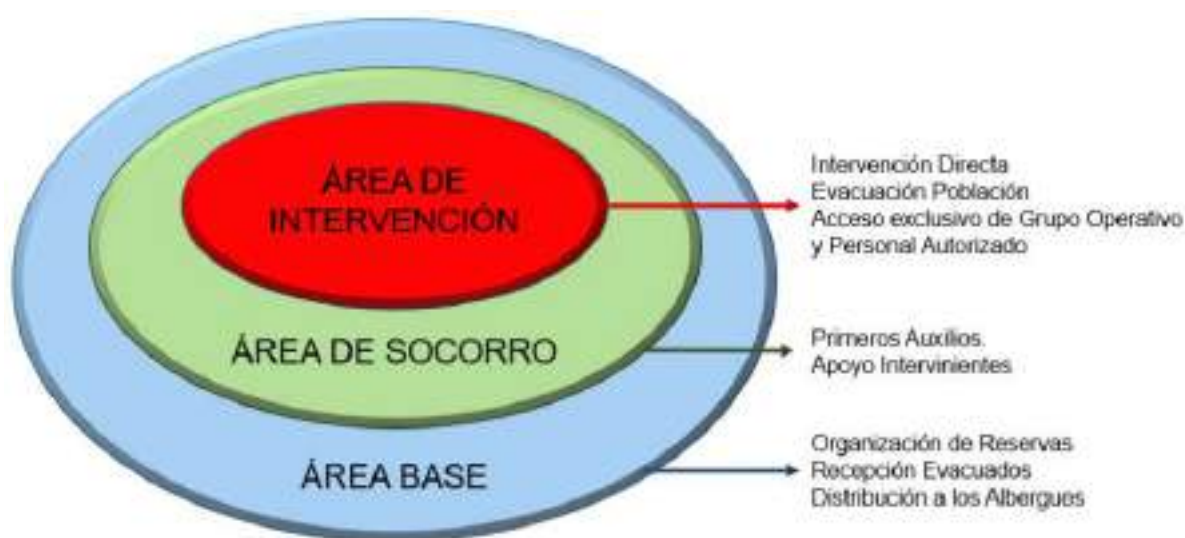 ÁREA DE
INTERVENCIÓN
Intervención Directa
Evacuación Población
Acceso exclusivo de Grupo Operativo
y Personal Autorizado
ÁREA DE SOCORRO
Primeros Auxilios.
Apoyo Intervinientes
ÁREA BASE
Organización de Reservas
Recepción Evacuados
Distribución a los Albergues